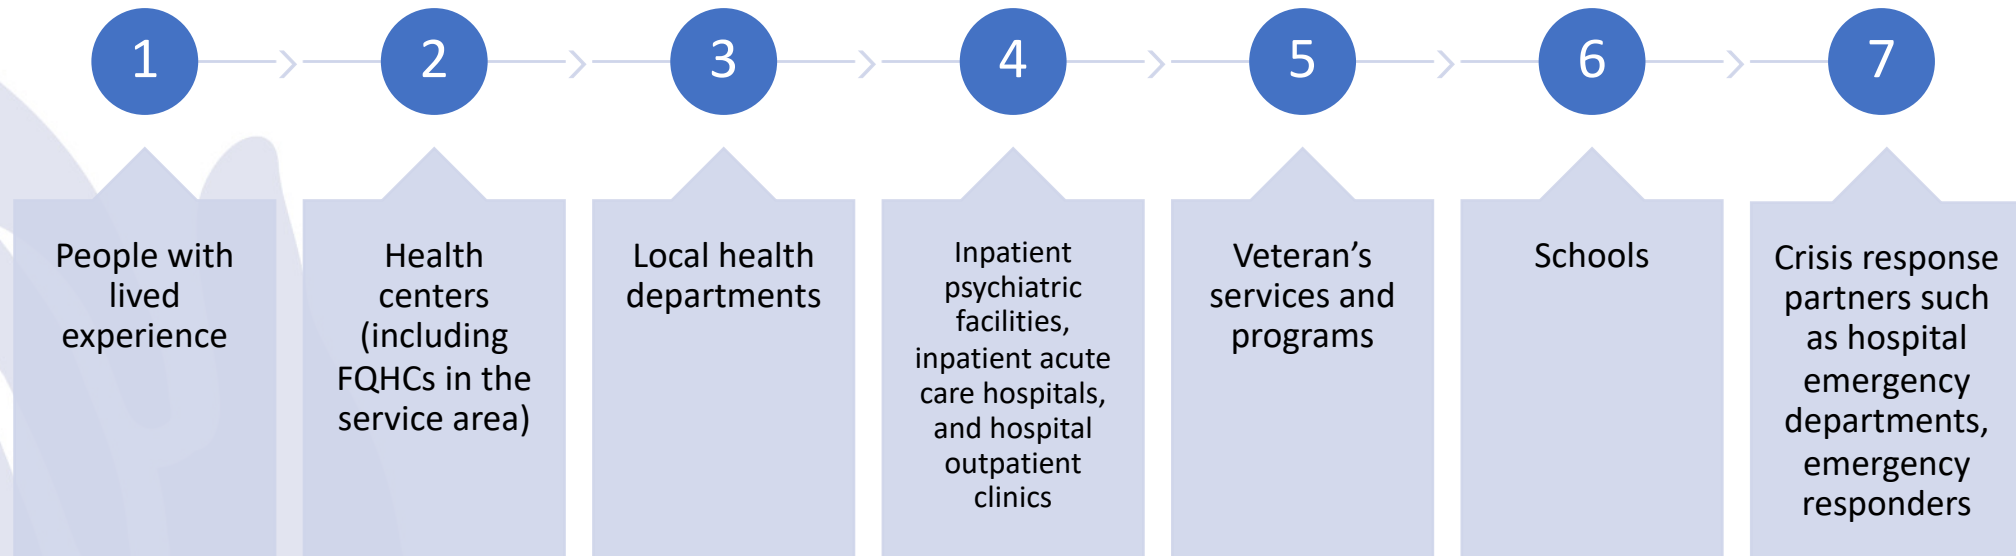 1
2
3
4
5
6
7
People with
lived
experience
Health
centers
(including
FQHCs in the
service area)
Local health
departments
Inpatient
psychiatric
facilities,
inpatient acute
care hospitals,
and hospital
outpatient
clinics
Veteran’s
services and
programs
Schools
Crisis response
partners such
as hospital
emergency
departments,
emergency
responders